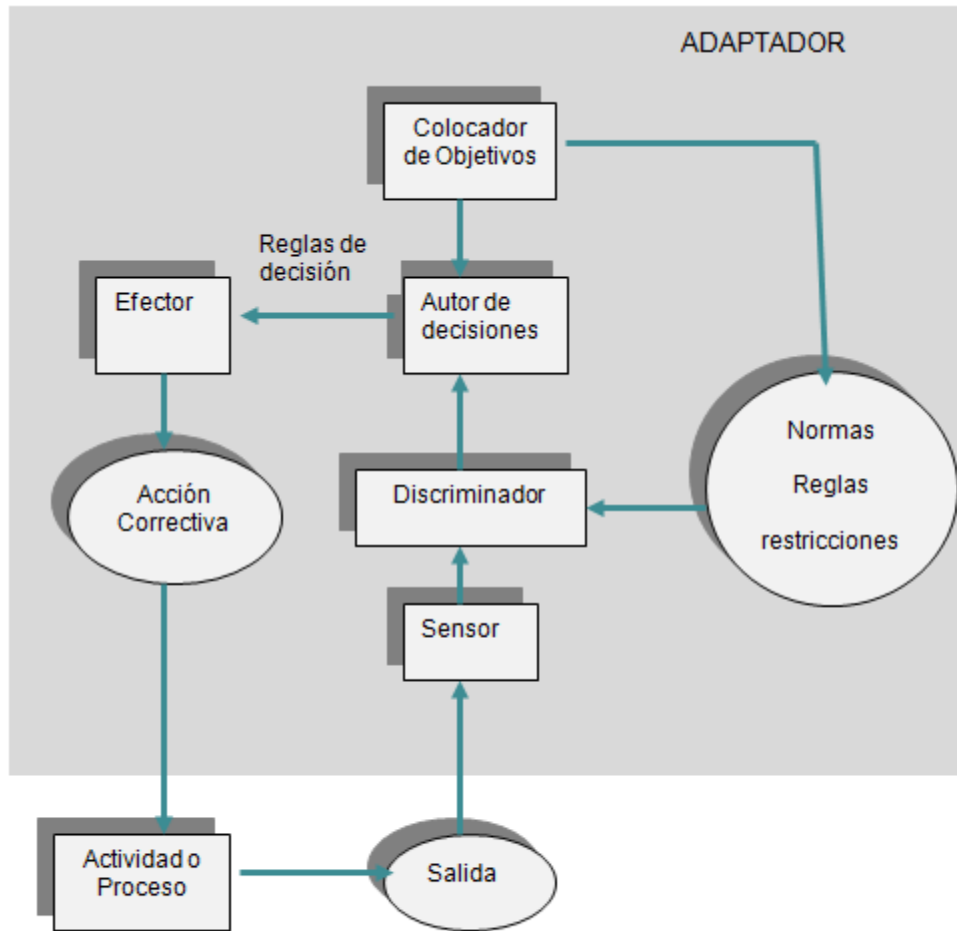 ADAPTADOR
Colocador
de Objetivos
Reglas de
decisión
Efector
Autor de
decisiones
Normas
Reglas
restricciones
Acción
Correctiva
Discriminador
Sensor
Actividad o
Proceso
Salida